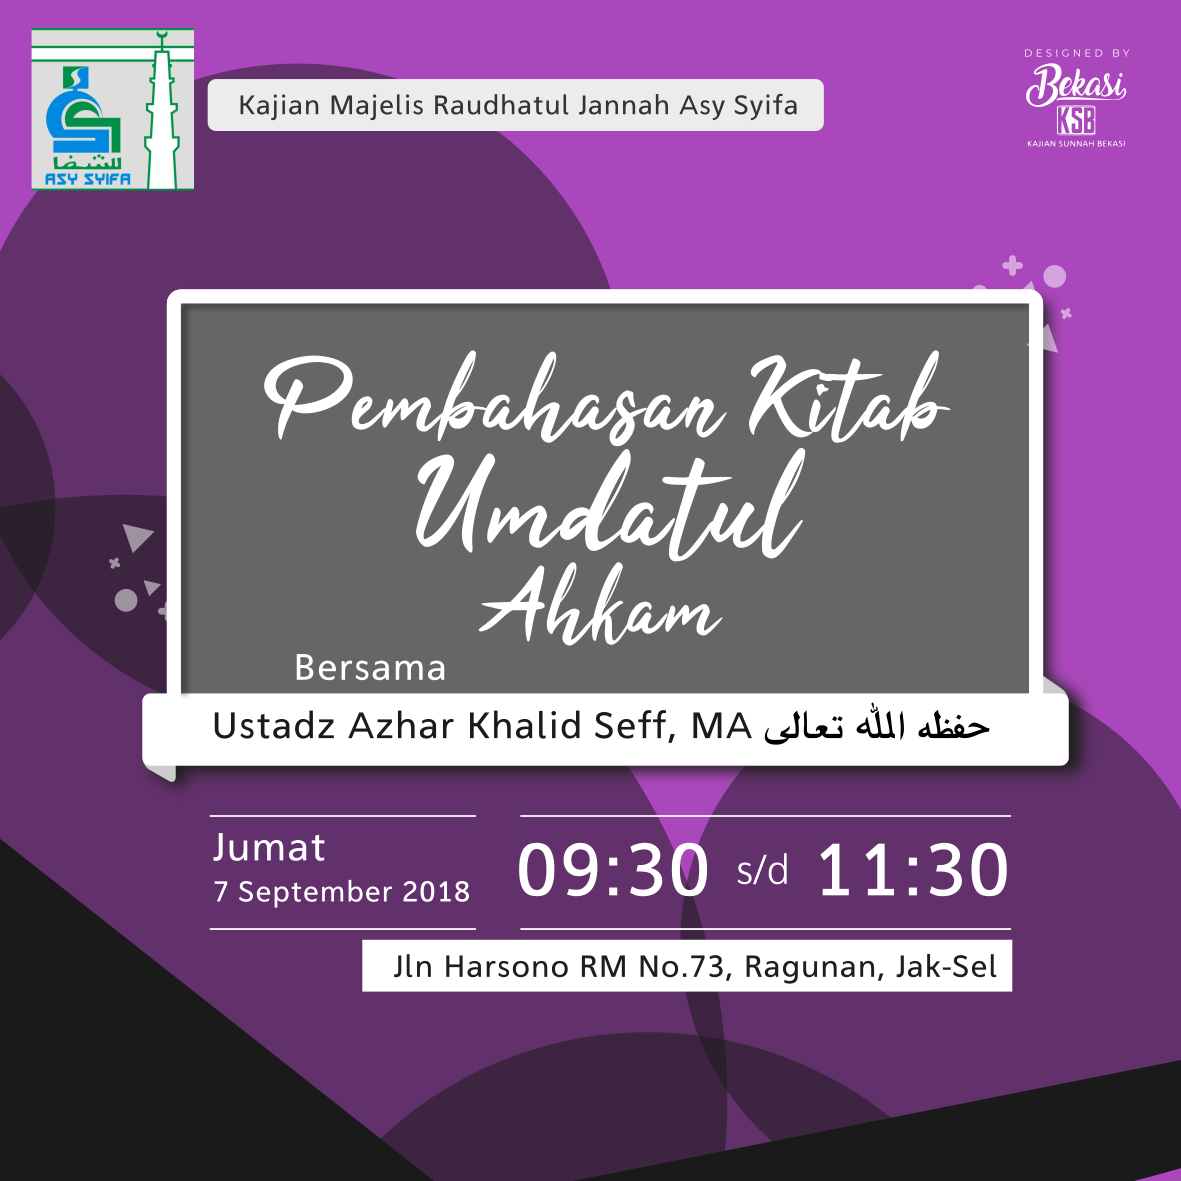 للشفا
ASY SYIFA
Kajian Majelis Raudhatul Jannah Asy Syifa
DESIGNED BY
Bekasi
KSB
KAJIAN SUNNAH BEKASI
Pembahasan Kitab
Umdatul
Ahkam
Bersama
Ustadz Azhar Khalid Seff, MA حفظه الله تعالى
Jumat
7 September 2018
09:30 s/d 11:30
Jln Harsono RM No.73, Ragunan, Jak-Sel